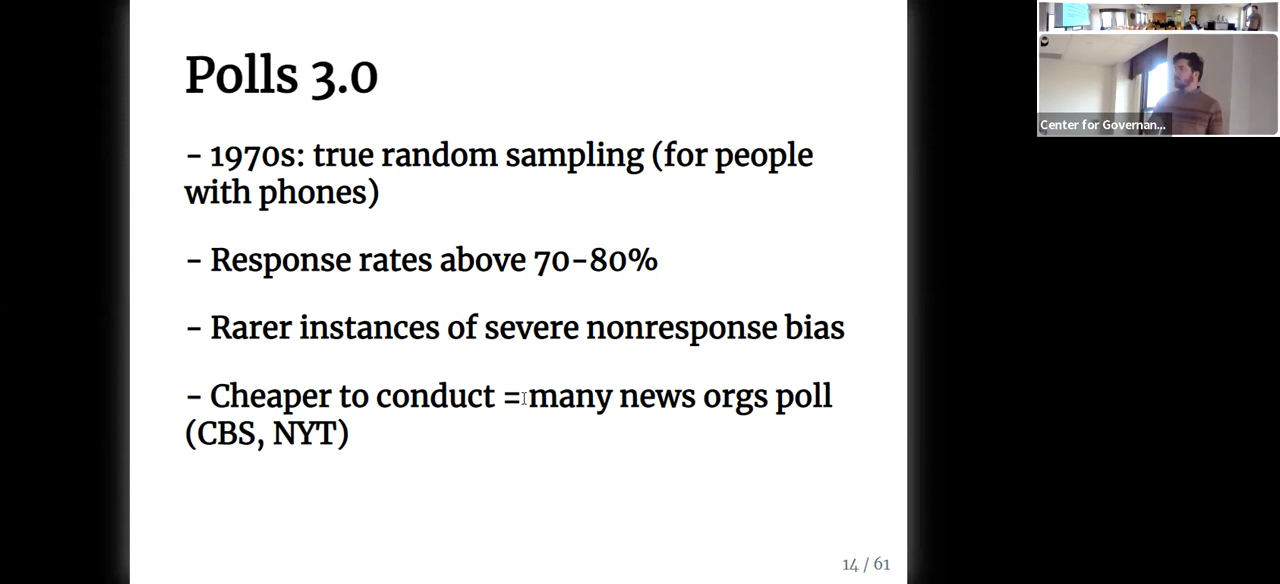 Polls 3.0
- 1970s: true random sampling (for people
with phones)
- Response rates above 70-80%
- Rarer instances of severe nonresponse bias
- Cheaper to conduct = many news orgs poll
(CBS, NYT)
14 / 61
Center for Governan...